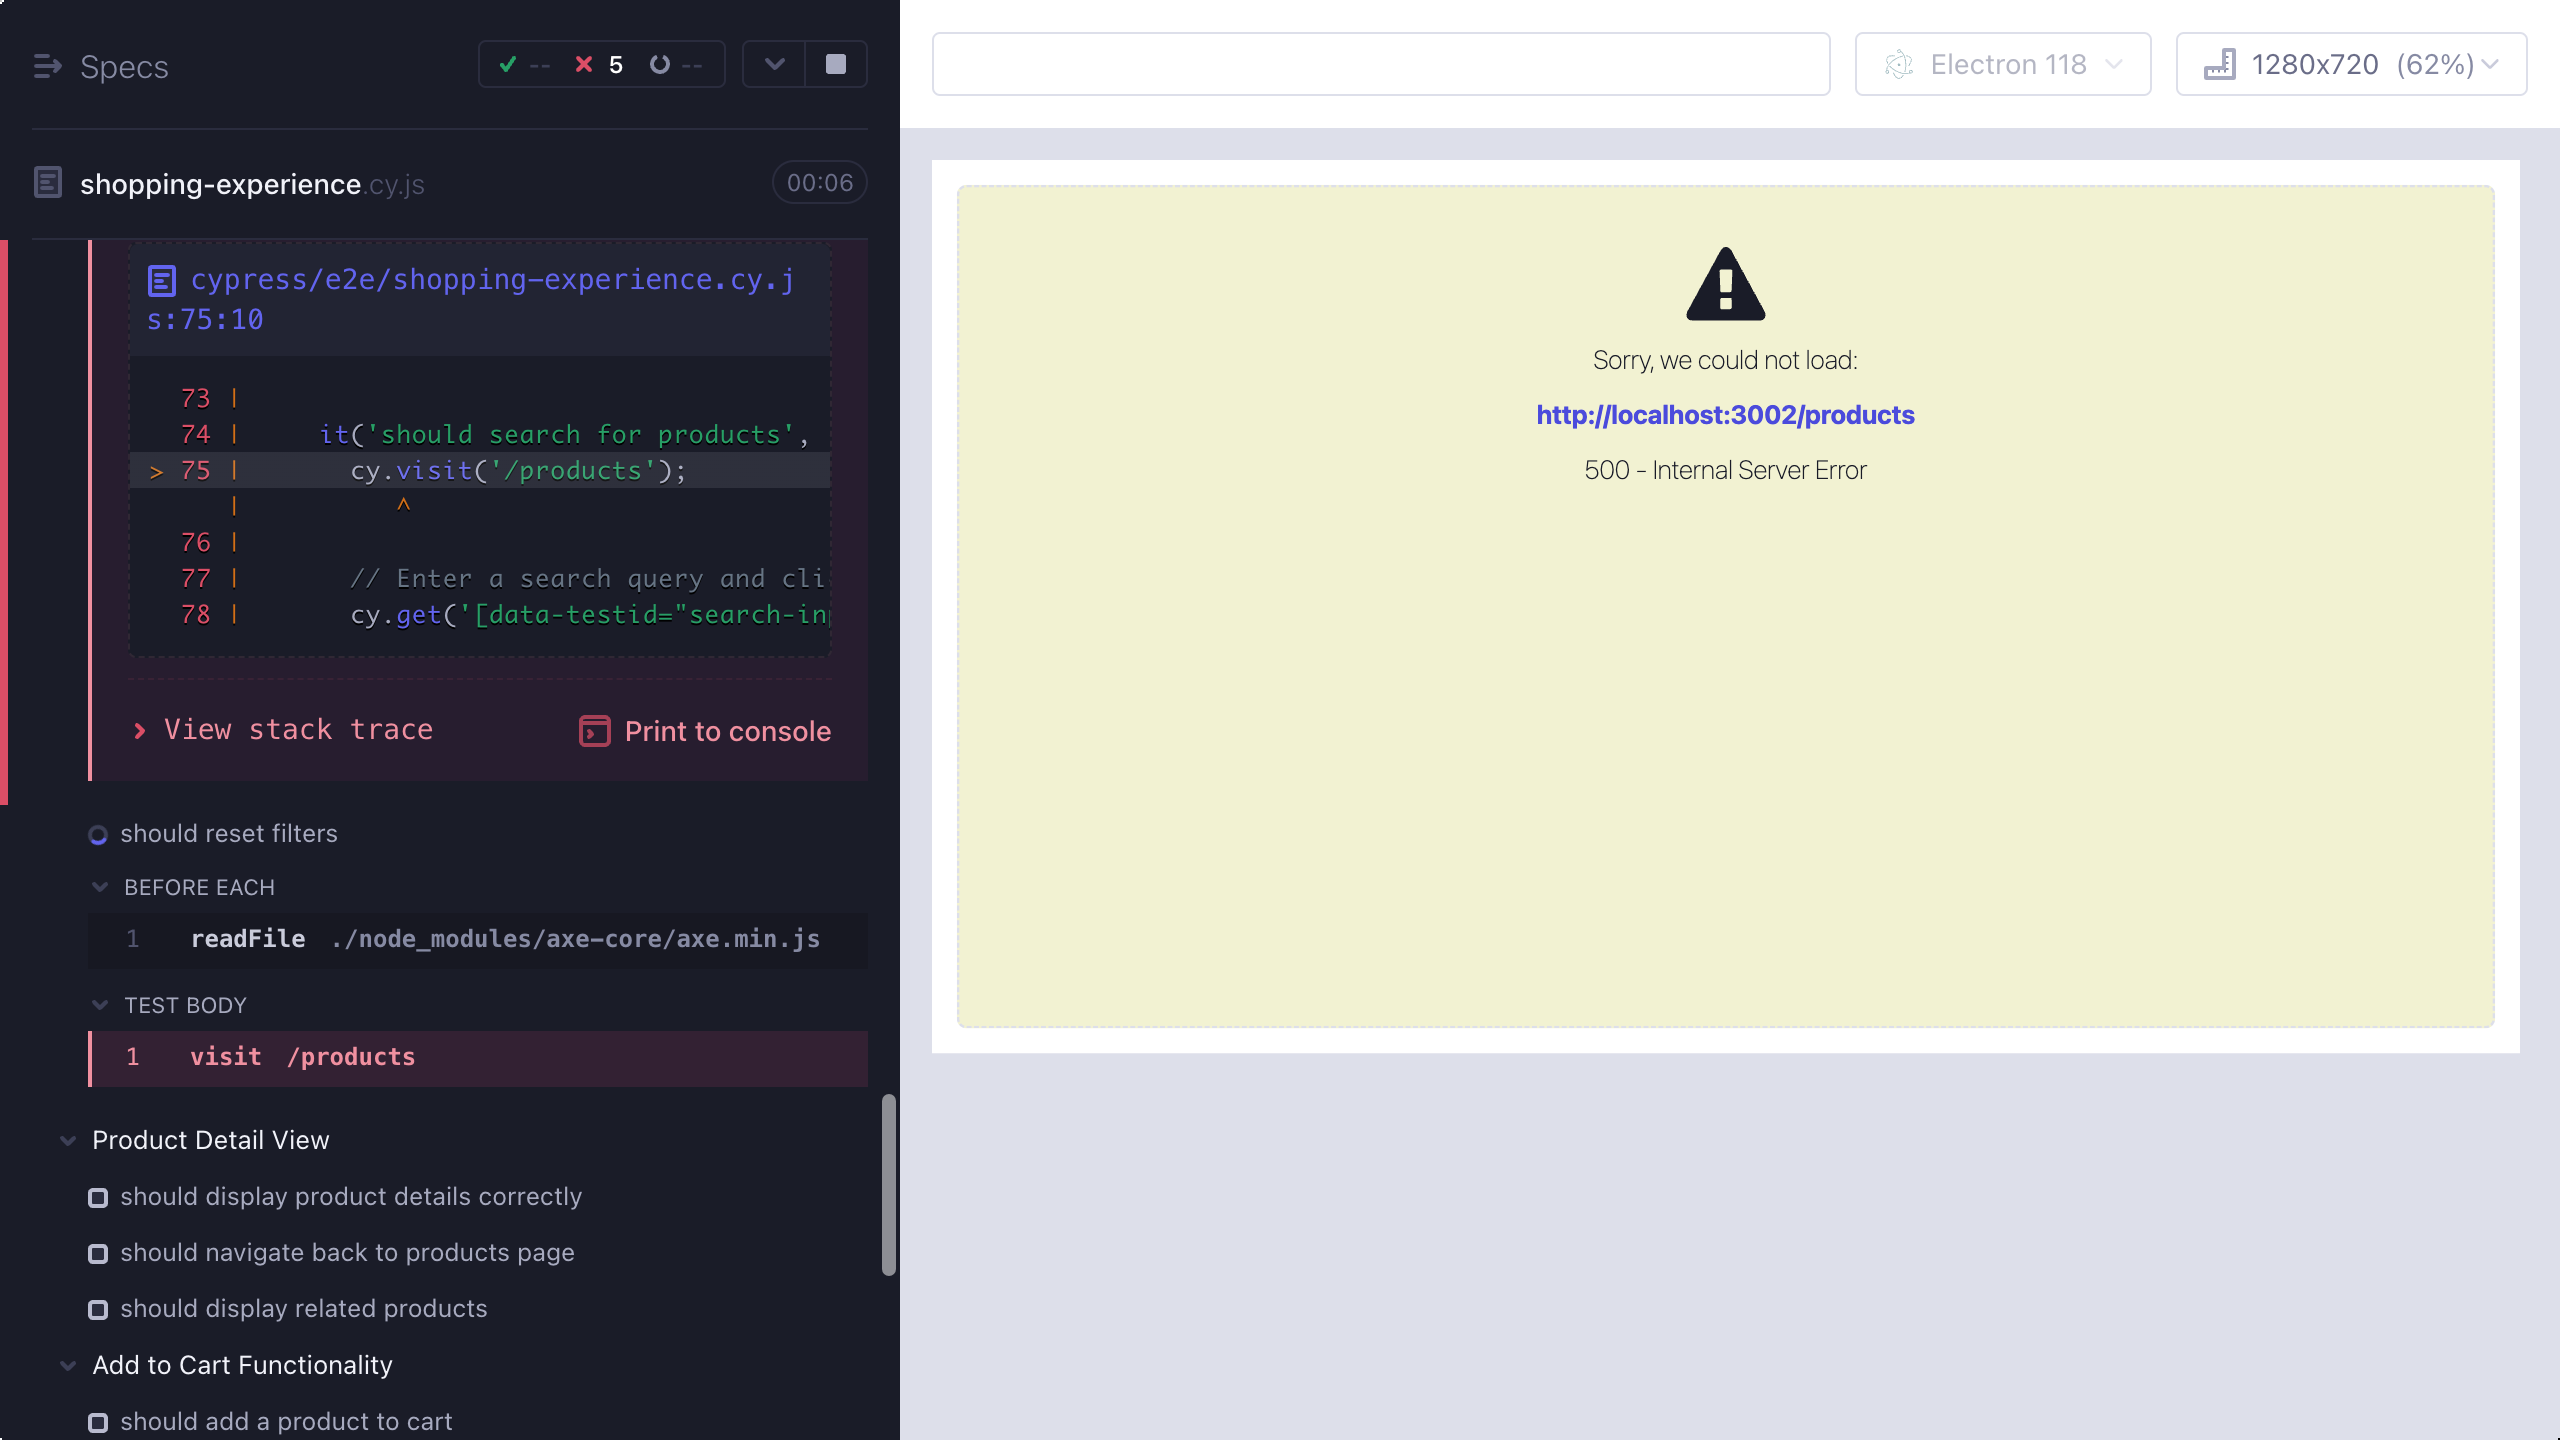 Specs
-- 5 --
shopping-experience.cy.js
00:06
cypress/e2e/shopping-experience.cy.j
s:75:10
73 |
74 | it('should search for products',
> 75 | cy.visit('/products');
| ^
76 |
77 | // Enter a search query and cli
78 | cy.get('[data-testid="search-in
View stack trace
Print to console
should reset filters
BEFORE EACH
1 readFile ./node_modules/axe-core/axe.min.js
TEST BODY
1 visit /products
Product Detail View
should display product details correctly
should navigate back to products page
should display related products
Add to Cart Functionality
should add a product to cart
Electron 118
1280x720 (62%)
Sorry, we could not load:
http://localhost:3002/products
500 - Internal Server Error